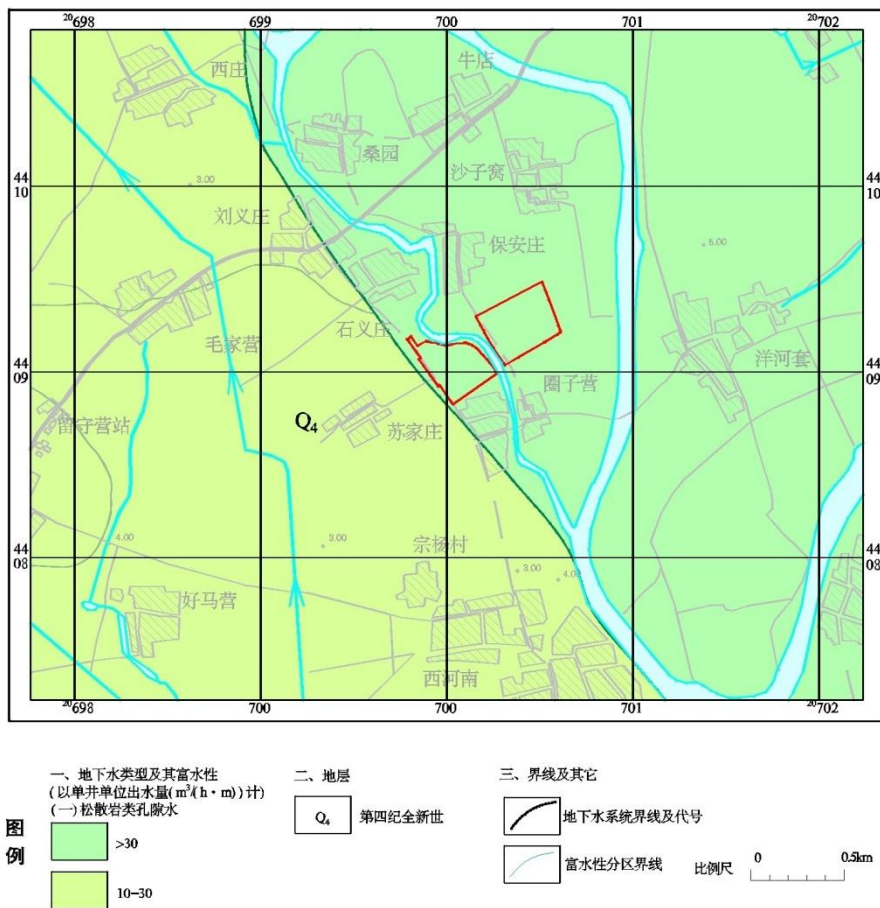 20698 699 700 701 20702
牛店
西庄
桑园
沙子窝
44 10
44 10
3.00
刘义庄
保安庄
5.00
石义庄
毛家营
洋河套
44 09
44 09
圈子营
Q4
苏家庄
留守营站
4.00
3.00
宗杨村
44 08
44 08
3.00
4.00
好马营
西河南
20698 700 700 701 20702
图例
一、地下水类型及其富水性
(以单井单位出水量(m³/(h·m))计)
(一)松散岩类孔隙水
>30
10-30
二、地层
Q4 第四纪全新世
三、界线及其它
地下水系统界线及代号
富水性分区界线
比例尺 0 0.5km